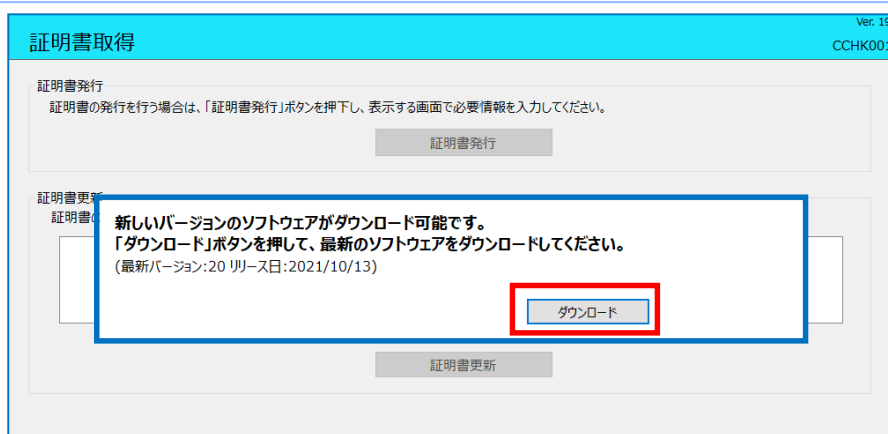 Ver. 19
証明書取得
CCHK001
証明書発行
証明書の発行を行う場合は、「証明書発行」ボタンを押下し、表示する画面で必要情報を入力してください。
証明書発行
証明書更新
証明書の
新しいバージョンのソフトウェアがダウンロード可能です。
「ダウンロード」ボタンを押して、最新のソフトウェアをダウンロードしてください。
(最新バージョン:20 リリース日:2021/10/13)
ダウンロード
証明書更新